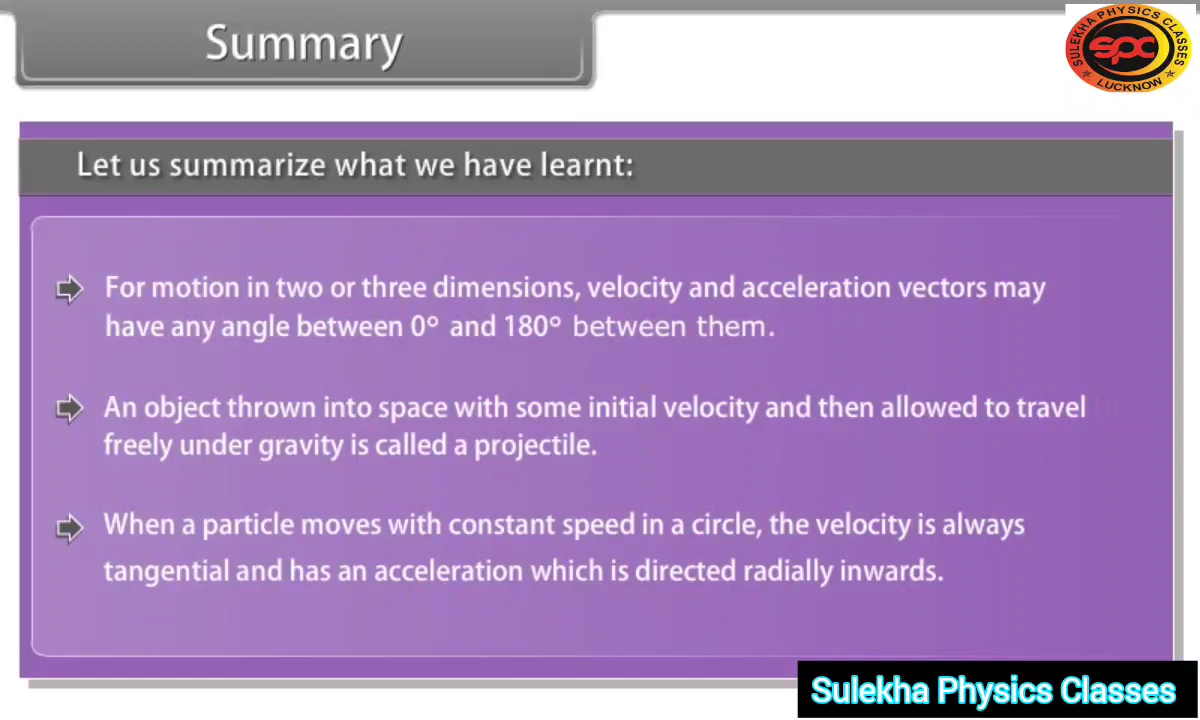 Summary
SULEKHA PHYSICS CLASSES
spc
LUCKNOW
Let us summarize what we have learnt:
For motion in two or three dimensions, velocity and acceleration vectors may
have any angle between 0° and 180° between them.
An object thrown into space with some initial velocity and then allowed to travel
freely under gravity is called a projectile.
When a particle moves with constant speed in a circle, the velocity is always
tangential and has an acceleration which is directed radially inwards.
Sulekha Physics Classes